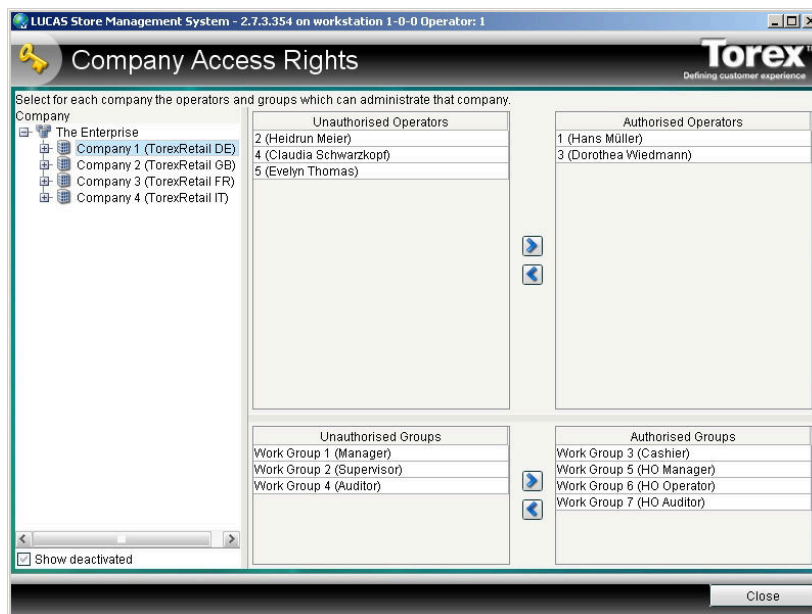 LUCAS Store Management System - 2.7.3.354 on workstation 1-0-0 Operator: 1
Company Access Rights
Torex™
Defining customer experience
Select for each company the operators and groups which can administrate that company.
Company
The Enterprise
Company 1 (TorexRetail DE)
Company 2 (TorexRetail GB)
Company 3 (TorexRetail FR)
Company 4 (TorexRetail IT)
Show deactivated
Unauthorised Operators
2 (Heidrun Meier)
4 (Claudia Schwarzkopf)
5 (Evelyn Thomas)
Authorised Operators
1 (Hans Müller)
3 (Dorothea Wiedmann)
Unauthorised Groups
Work Group 1 (Manager)
Work Group 2 (Supervisor)
Work Group 4 (Auditor)
Authorised Groups
Work Group 3 (Cashier)
Work Group 5 (HO Manager)
Work Group 6 (HO Operator)
Work Group 7 (HO Auditor)
Close